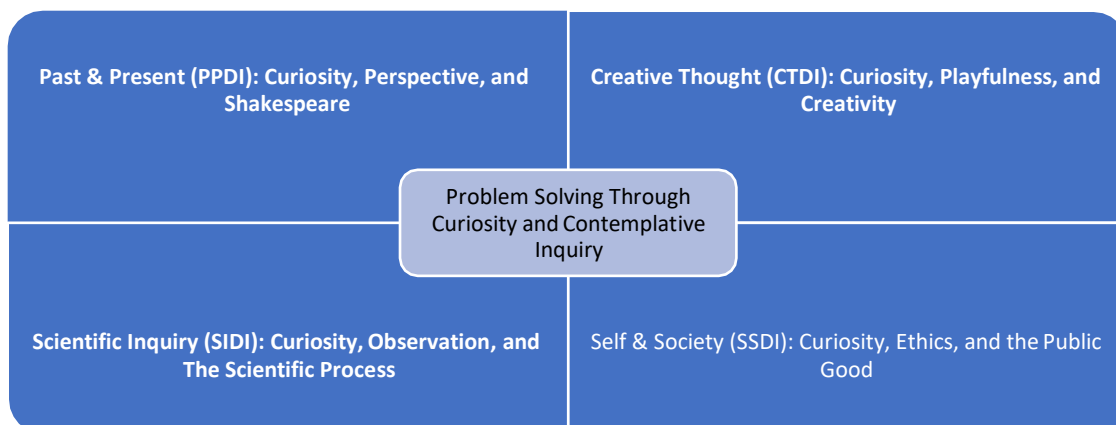 Past & Present (PPDI): Curiosity, Perspective, and
Shakespeare
Creative Thought (CTDI): Curiosity, Playfulness, and
Creativity
Problem Solving Through
Curiosity and Contemplative
Inquiry
Scientific Inquiry (SIDI): Curiosity, Observation, and
The Scientific Process
Self & Society (SSDI): Curiosity, Ethics, and the Public
Good